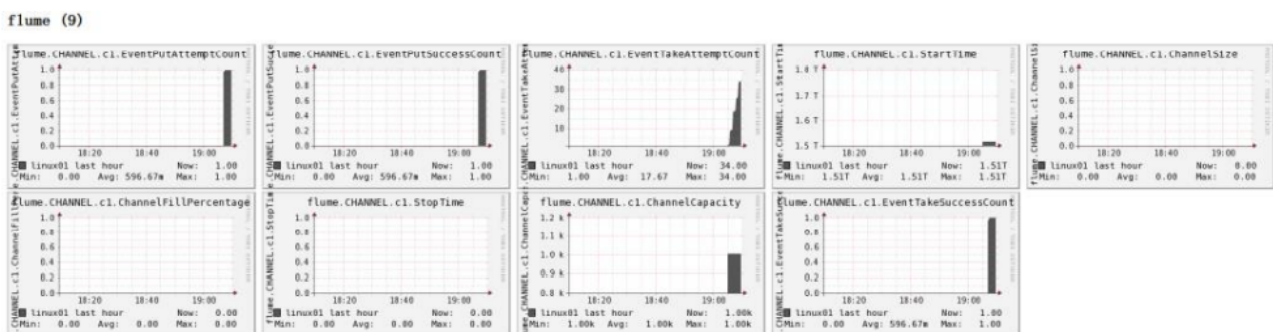 flume (9)
flume.CHANNEL.c1.EventPutAttemptCount
1.0
0.8
0.6
0.4
0.2
0.0
18:20 18:40 19:00
linux01 last hour Now: 1.00
Min: 0.00 Avg: 596.67m Max: 1.00
flume.CHANNEL.c1.EventPutSuccessCount
1.0
0.8
0.6
0.4
0.2
0.0
18:20 18:40 19:00
linux01 last hour Now: 1.00
Min: 0.00 Avg: 596.67m Max: 1.00
flume.CHANNEL.c1.EventTakeAttemptCount
40
30
20
10
18:20 18:40 19:00
linux01 last hour Now: 34.00
Min: 1.00 Avg: 17.67 Max: 34.00
flume.CHANNEL.c1.StartTime
1.8 T
1.7 T
1.6 T
1.5 T
18:20 18:40 19:00
linux01 last hour Now: 1.51T
Min: 1.51T Avg: 1.51T Max: 1.51T
flume.CHANNEL.c1.ChannelSize
1.0
0.8
0.6
0.4
0.2
0.0
18:20 18:40 19:00
linux01 last hour Now: 0.00
Min: 0.00 Avg: 0.00 Max: 0.00
flume.CHANNEL.c1.ChannelFillPercentage
1.0
0.8
0.6
0.4
0.2
0.0
18:20 18:40 19:00
linux01 last hour Now: 0.00
Min: 0.00 Avg: 0.00 Max: 0.00
flume.CHANNEL.c1.StopTime
1.0
0.8
0.6
0.4
0.2
0.0
18:20 18:40 19:00
linux01 last hour Now: 0.00
Min: 0.00 Avg: 0.00 Max: 0.00
flume.CHANNEL.c1.ChannelCapacity
1.2 k
1.1 k
1.0 k
0.9 k
0.8 k
18:20 18:40 19:00
linux01 last hour Now: 1.00k
Min: 1.00k Avg: 1.00k Max: 1.00k
flume.CHANNEL.c1.EventTakeSuccessCount
1.0
0.8
0.6
0.4
0.2
0.0
18:20 18:40 19:00
linux01 last hour Now: 1.00
Min: 0.00 Avg: 596.67m Max: 1.00